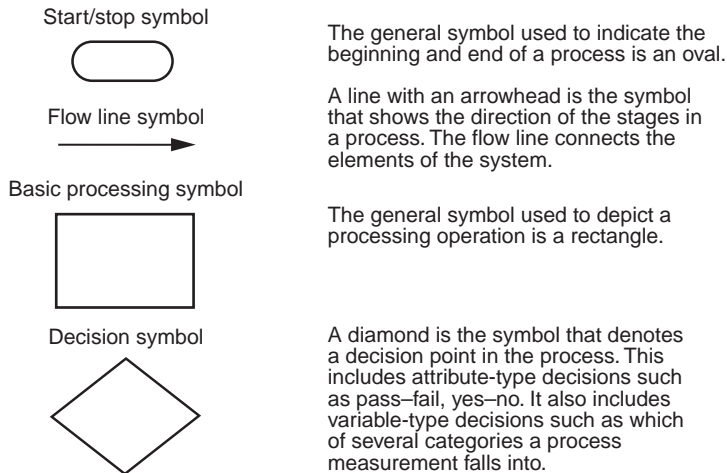 Start/stop symbol
The general symbol used to indicate the
beginning and end of a process is an oval.
Flow line symbol
A line with an arrowhead is the symbol
that shows the direction of the stages in
a process. The flow line connects the
elements of the system.
Basic processing symbol
The general symbol used to depict a
processing operation is a rectangle.
Decision symbol
A diamond is the symbol that denotes
a decision point in the process. This
includes attribute-type decisions such
as pass–fail, yes–no. It also includes
variable-type decisions such as which
of several categories a process
measurement falls into.